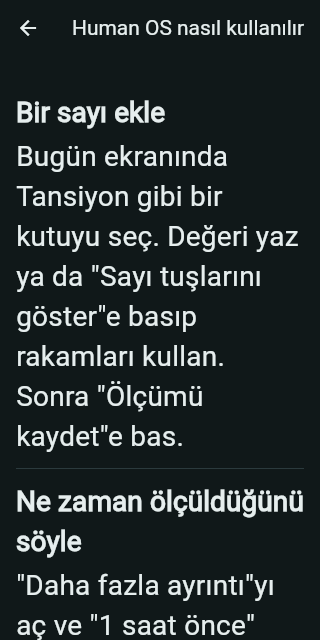 Human OS nasıl kullanılır
Bir sayı ekle
Bugün ekranında
Tansiyon gibi bir
kutuyu seç. Değeri yaz
ya da "Sayı tuşlarını
göster"e basıp
rakamları kullan.
Sonra "Ölçümü
kaydet"e bas.
Ne zaman ölçüldüğünü
söyle
"Daha fazla ayrıntı"yı
aç ve "1 saat önce"